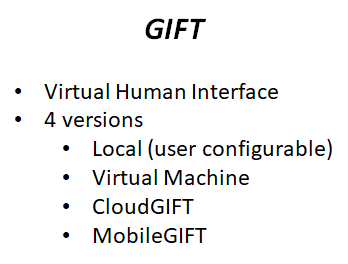 GIFT
• Virtual Human Interface
• 4 versions
• Local (user configurable)
• Virtual Machine
• CloudGIFT
• MobileGIFT